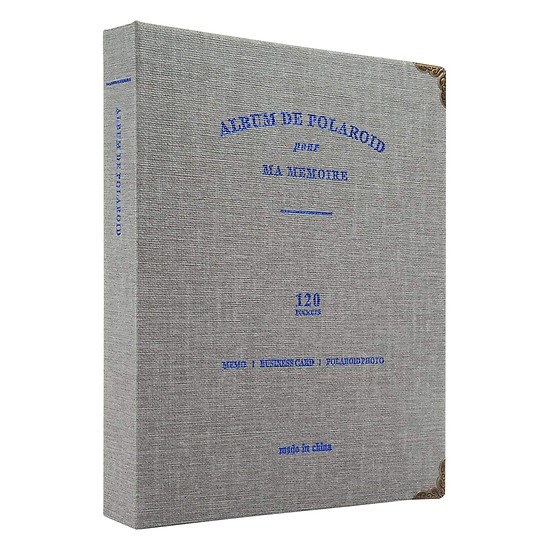 ALBUM DE POLAROID
ALBUM DE POLAROID
pour
MA MEMOIRE
120
POCKETS
MEMO | BUSINESS CARD | POLAROID PHOTO
made in china